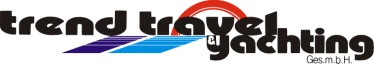 trend travel
& yachting
Ges.m.b.H.